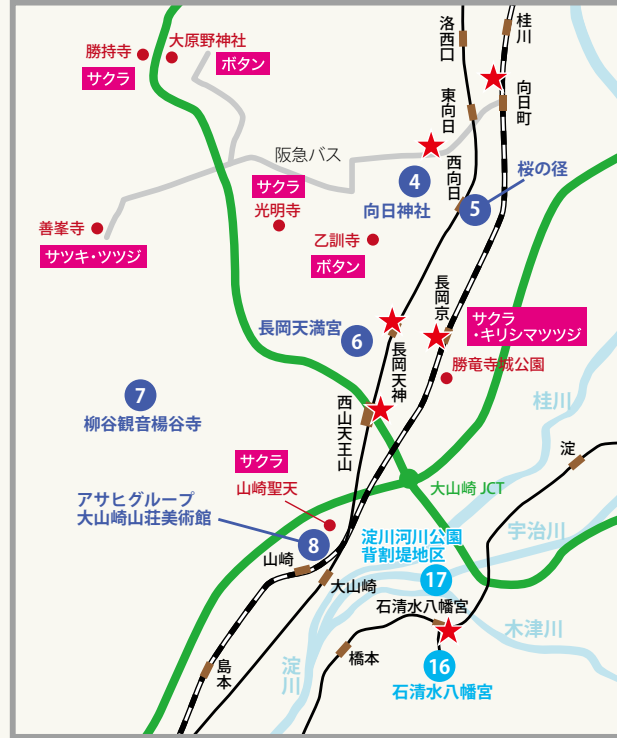 勝持寺
サクラ
大原野神社
ボタン
洛西口
桂川
東向日
向日町
阪急バス
西向日
4
向日神社
5
桜の径
サクラ
光明寺
善峯寺
サツキ・ツツジ
乙訓寺
ボタン
長岡京
サクラ
・キリシマツツジ
勝竜寺城公園
長岡天満宮
6
長岡天神
7
柳谷観音楊谷寺
西山天王山
桂川
淀
サクラ
山崎聖天
大山崎JCT
アサヒグループ
大山崎山荘美術館
8
宇治川
淀川河川公園
背割堤地区
17
山崎
大山崎
石清水八幡宮
木津川
島本
淀川
橋本
16
石清水八幡宮